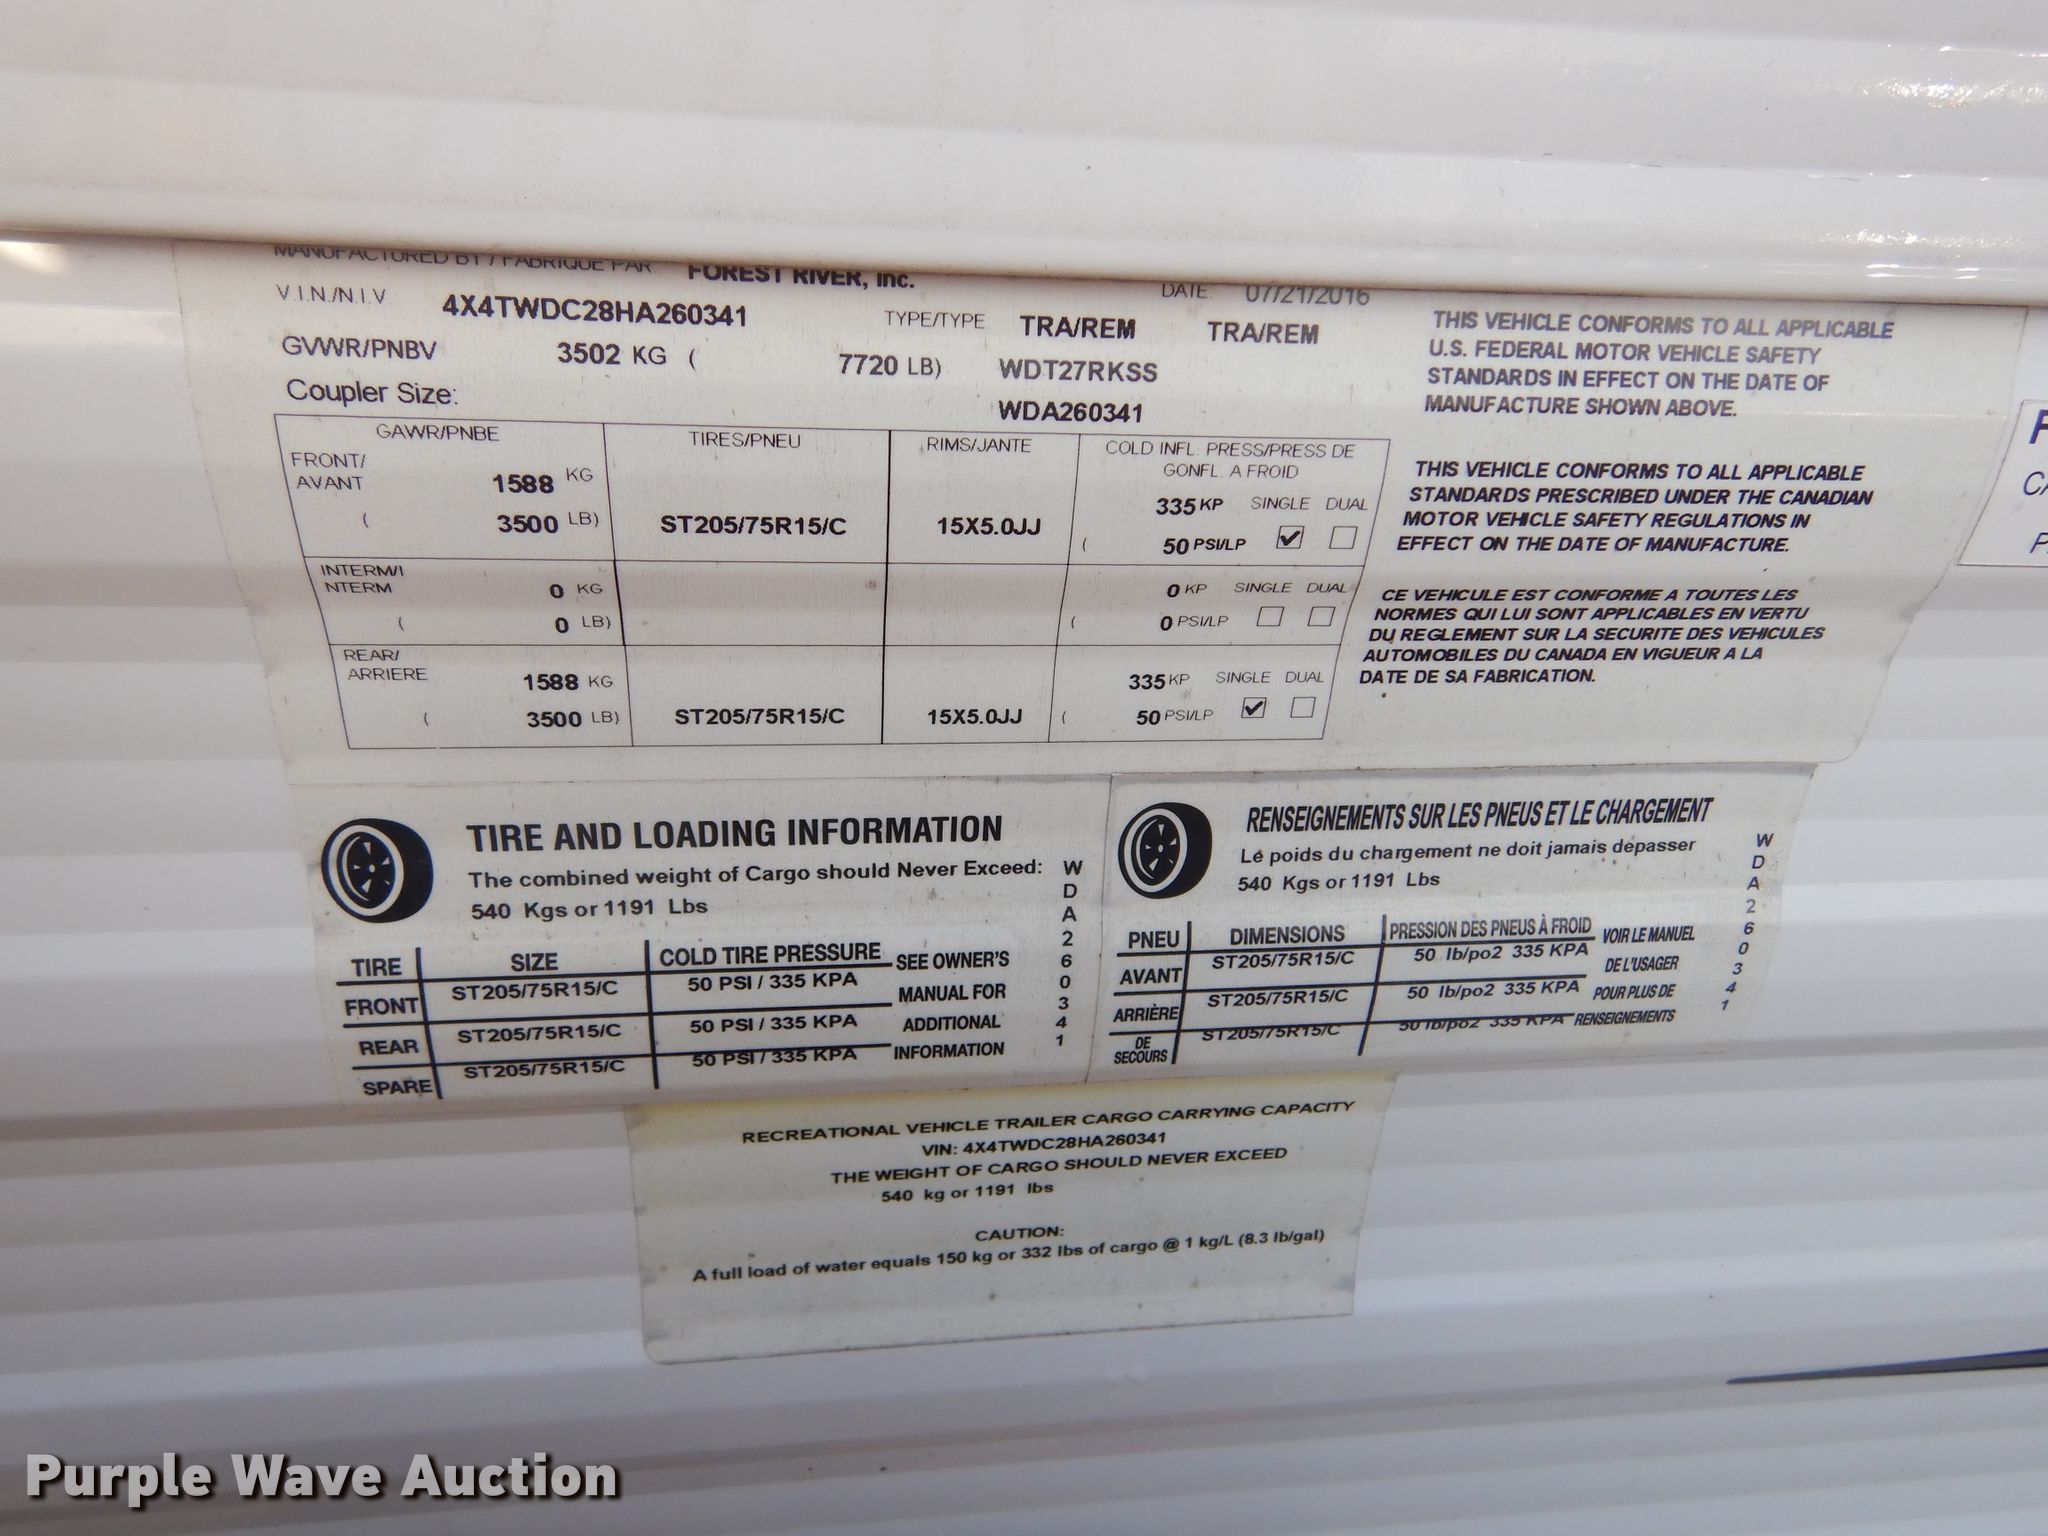 MANUFACTURED BY / FABRIQUE PAR: FOREST RIVER, Inc. DATE 07/21/2016
V.I.N./N.I.V. 4X4TWDC28HA260341 TYPE/TYPE TRA/REM TRA/REM
GVWR/PNBV 3502 KG ( 7720 LB) WDT27RKSS
Coupler Size: WDA260341
GAWR/PNBE TIRES/PNEU RIMS/JANTE COLD INFL. PRESS/PRESS DE
GONFL. A FROID
FRONT/
AVANT 1588 KG 335 KP SINGLE DUAL
( 3500 LB) ST205/75R15/C 15X5.0JJ ( 50 PSI/LP
INTERM/I
NTERM 0 KG 0 KP SINGLE DUAL
( 0 LB) ( 0 PSI/LP
REAR/
ARRIERE 1588 KG 335 KP SINGLE DUAL
( 3500 LB) ST205/75R15/C 15X5.0JJ ( 50 PSI/LP
THIS VEHICLE CONFORMS TO ALL APPLICABLE
U.S. FEDERAL MOTOR VEHICLE SAFETY
STANDARDS IN EFFECT ON THE DATE OF
MANUFACTURE SHOWN ABOVE.
THIS VEHICLE CONFORMS TO ALL APPLICABLE
STANDARDS PRESCRIBED UNDER THE CANADIAN
MOTOR VEHICLE SAFETY REGULATIONS IN
EFFECT ON THE DATE OF MANUFACTURE.
CE VEHICULE EST CONFORME A TOUTES LES
NORMES QUI LUI SONT APPLICABLES EN VERTU
DU REGLEMENT SUR LA SECURITE DES VEHICULES
AUTOMOBILES DU CANADA EN VIGUEUR A LA
DATE DE SA FABRICATION.
TIRE AND LOADING INFORMATION
The combined weight of Cargo should Never Exceed:
540 Kgs or 1191 Lbs
TIRE SIZE COLD TIRE PRESSURE
FRONT ST205/75R15/C 50 PSI / 335 KPA
REAR ST205/75R15/C 50 PSI / 335 KPA
SPARE ST205/75R15/C 50 PSI / 335 KPA
SEE OWNER'S
MANUAL FOR
ADDITIONAL
INFORMATION
WDA260341
RENSEIGNEMENTS SUR LES PNEUS ET LE CHARGEMENT
Le poids du chargement ne doit jamais depasser
540 Kgs or 1191 Lbs
PNEU DIMENSIONS PRESSION DES PNEUS À FROID
AVANT ST205/75R15/C 50 lb/po2 335 KPA
ARRIÈRE ST205/75R15/C 50 lb/po2 335 KPA
DE
SECOURS ST205/75R15/C 50 lb/po2 335 KPA
VOIR LE MANUEL
DE L'USAGER
POUR PLUS DE
RENSEIGNEMENTS
WDA260341
RECREATIONAL VEHICLE TRAILER CARGO CARRYING CAPACITY
VIN: 4X4TWDC28HA260341
THE WEIGHT OF CARGO SHOULD NEVER EXCEED
540 kg or 1191 lbs
CAUTION:
A full load of water equals 150 kg or 332 lbs of cargo @ 1 kg/L (8.3 lb/gal)
Purple Wave Auction